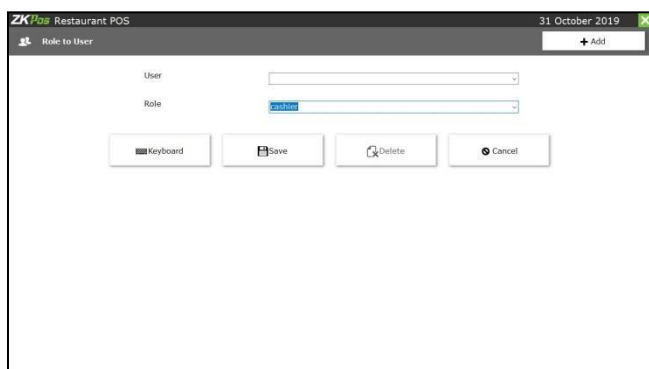 ZKPos Restaurant POS 31 October 2019
Role to User + Add
User
Role cashier
Keyboard Save Delete Cancel